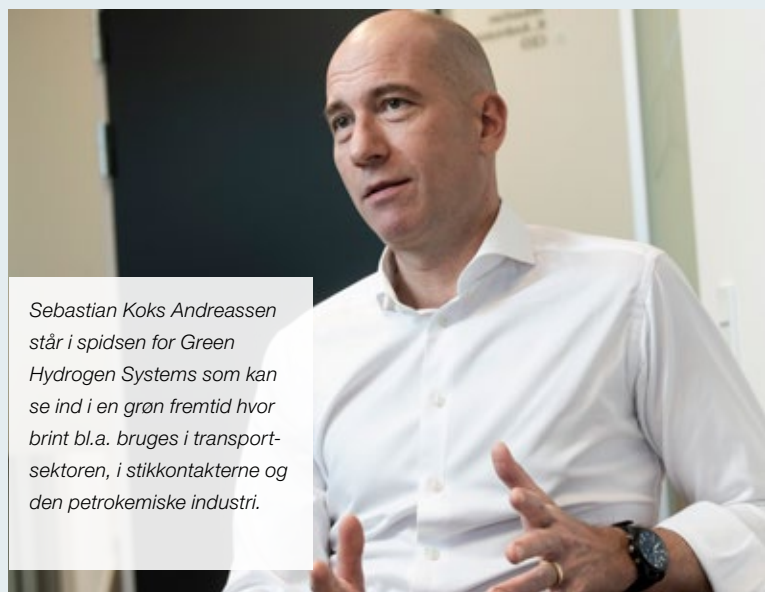 Sebastian Koks Andreassen
står i spidsen for Green
Hydrogen Systems som kan
se ind i en grøn fremtid hvor
brint bl.a. bruges i transport-
sektoren, i stikkontakterne og
den petrokemiske industri.